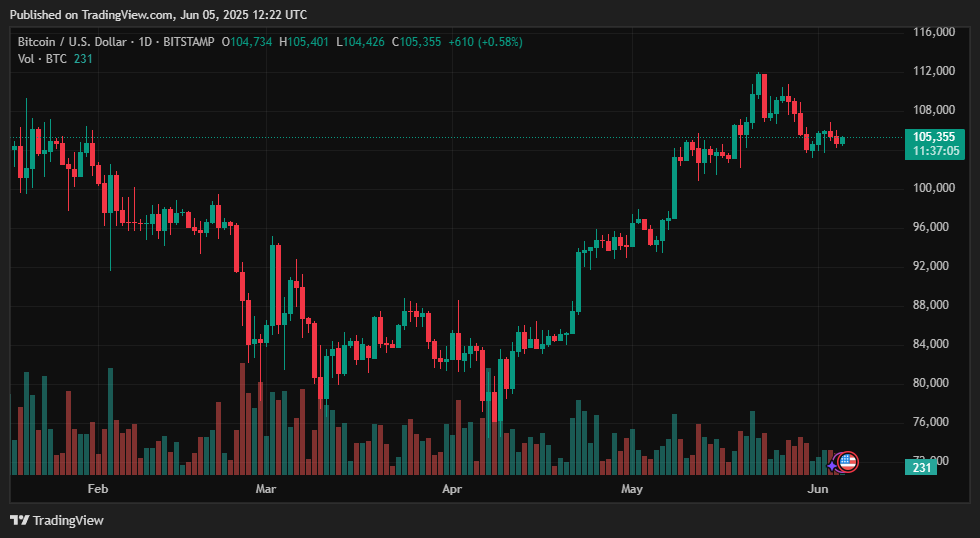 Published on TradingView.com, Jun 05, 2025 12:22 UTC
Bitcoin / U.S. Dollar · 1D · BITSTAMP O104,734 H105,401 L104,426 C105,355 +610 (+0.58%)
Vol · BTC 231
116,000
112,000
108,000
105,355
11:37:05
100,000
96,000
92,000
88,000
84,000
80,000
76,000
72,000
231
Feb Mar Apr May Jun
TradingView